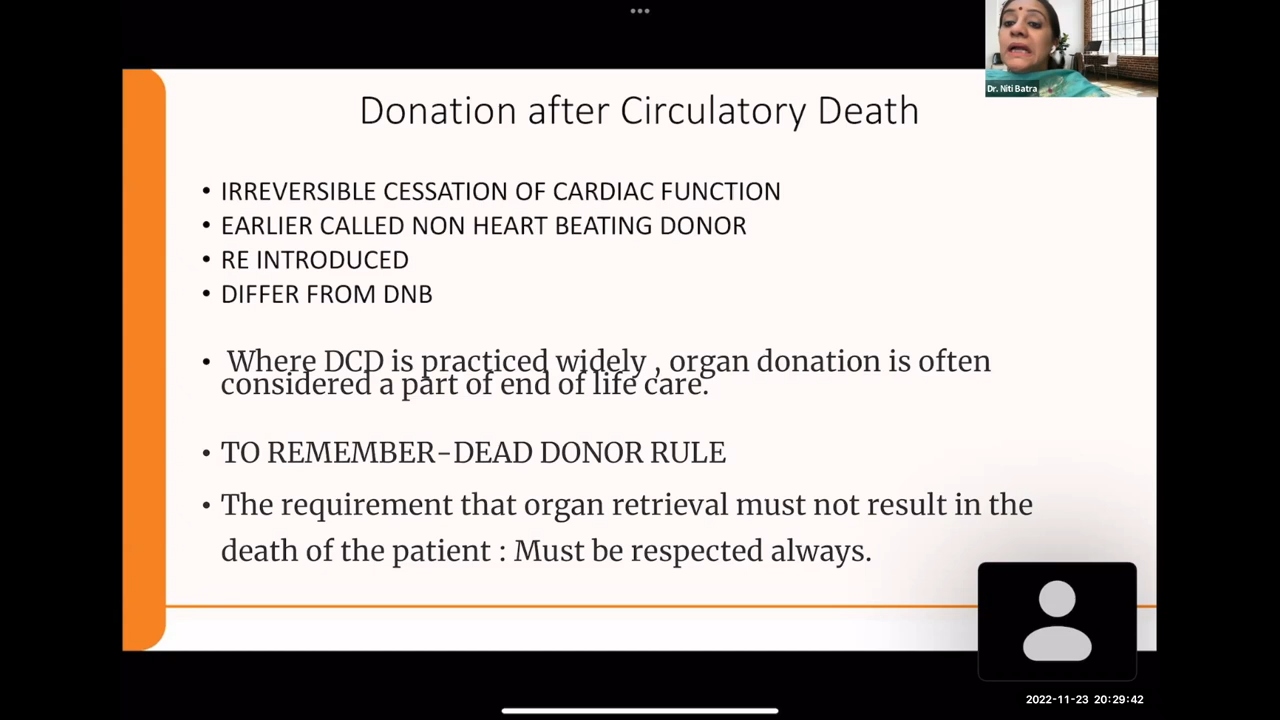 Dr. Niti Batra
Donation after Circulatory Death
• IRREVERSIBLE CESSATION OF CARDIAC FUNCTION
• EARLIER CALLED NON HEART BEATING DONOR
• RE INTRODUCED
• DIFFER FROM DNB
• Where DCD is practiced widely , organ donation is often
considered a part of end of life care.
• TO REMEMBER-DEAD DONOR RULE
• The requirement that organ retrieval must not result in the
death of the patient : Must be respected always.
2022-11-23 20:29:42